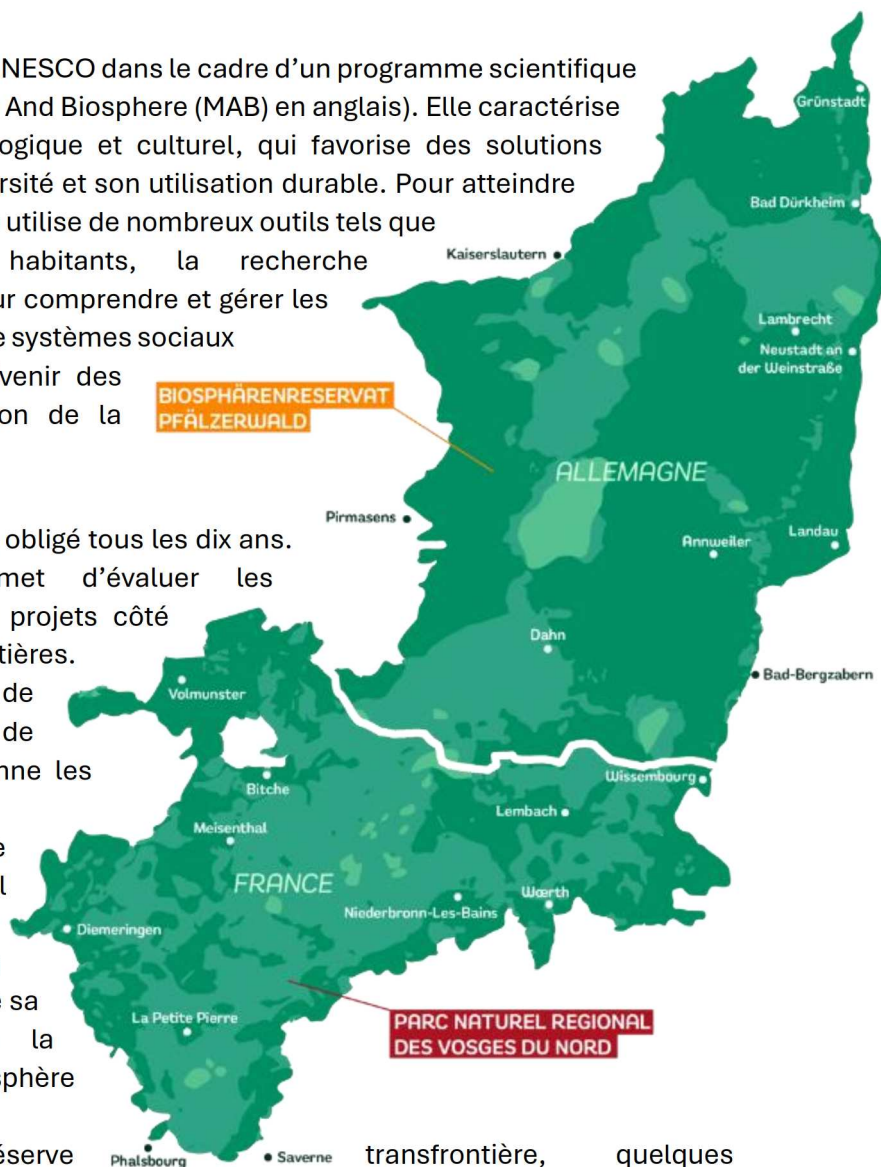 NESCO dans le cadre d’un programme scientifique
And Biosphere (MAB) en anglais). Elle caractérise
ogique et culturel, qui favorise des solutions
rsité et son utilisation durable. Pour atteindre
utilise de nombreux outils tels que
habitants, la recherche
ur comprendre et gérer les
e systèmes sociaux
venir des
on de la
obligé tous les dix ans.
met d’évaluer les
projets côté
tières.
de
de
nne les
e
l
e sa
la
sphère
éserve transfrontière, quelques
Grünstadt
Bad Dürkheim
Kaiserslautern
Lambrecht
Neustadt an
der Weinstraße
BIOSPHÄRENRESERVAT
PFÄLZERWALD
ALLEMAGNE
Pirmasens
Annweiler
Landau
Dahn
Bad-Bergzabern
Volmunster
Bitche
Wissembourg
Lembach
Meisenthal
FRANCE
Wœrth
Niederbronn-Les-Bains
Diemeringen
La Petite Pierre
PARC NATUREL REGIONAL
DES VOSGES DU NORD
Phalsbourg
Saverne